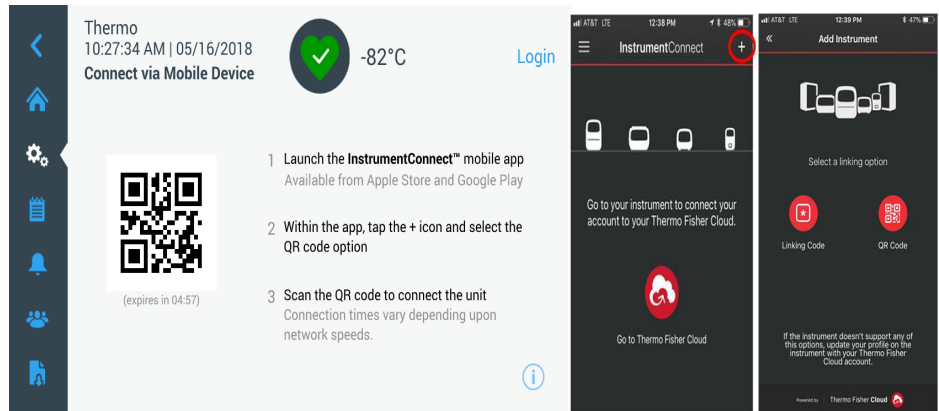 Thermo
10:27:34 AM | 05/16/2018
Connect via Mobile Device
-82°C
Login
(expires in 04:57)
1 Launch the InstrumentConnect™ mobile app
Available from Apple Store and Google Play
2 Within the app, tap the + icon and select the
QR code option
3 Scan the QR code to connect the unit
Connection times vary depending upon
network speeds.
AT&T LTE 12:38 PM 48%
InstrumentConnect +
Go to your instrument to connect your
account to your Thermo Fisher Cloud.
Go to Thermo Fisher Cloud
AT&T LTE 12:39 PM 47%
Add Instrument
Select a linking option
Linking Code QR Code
If the instrument doesn't support any of
this options, update your profile on the
instrument with your Thermo Fisher
Cloud account.
Powered by Thermo Fisher Cloud